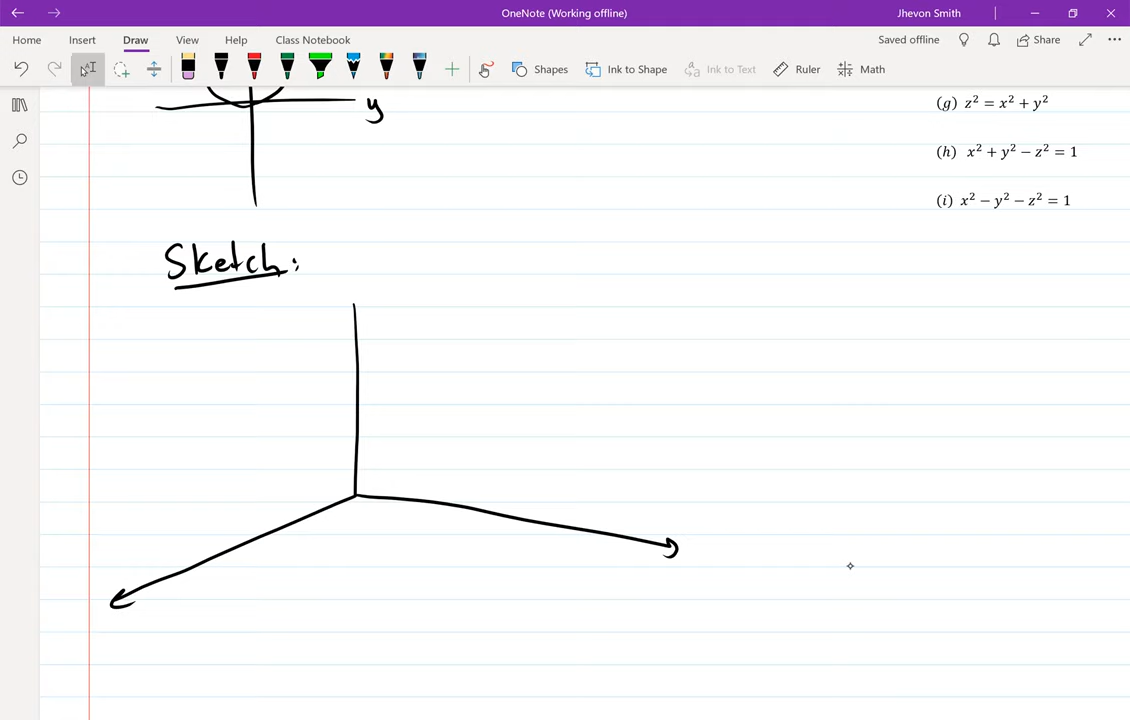 OneNote (Working offline)
Jhevon Smith
Home Insert Draw View Help Class Notebook
Saved offline
Share
Shapes
Ink to Shape
Ink to Text
Ruler
Math
y
(g) z² = x² + y²
(h) x² + y² − z² = 1
(i) x² − y² − z² = 1
Sketch: